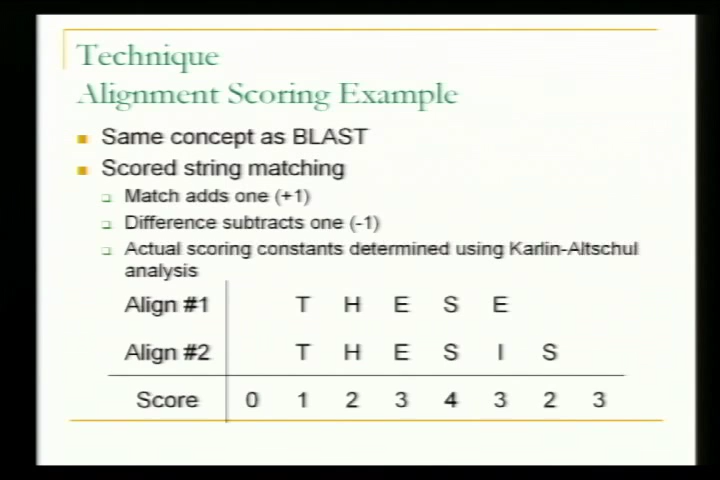 Technique
Alignment Scoring Example
Same concept as BLAST
Scored string matching
Match adds one (+1)
Difference subtracts one (-1)
Actual scoring constants determined using Karlin-Altschul
analysis
Align #1 T H E S E
Align #2 T H E S I S
Score 0 1 2 3 4 3 2 3